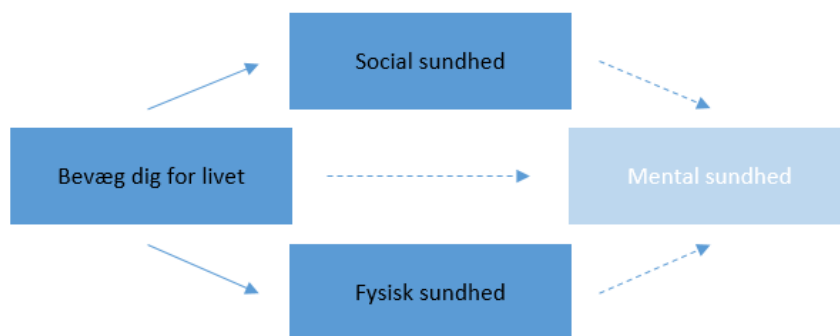 Social sundhed
Bevæg dig for livet
Mental sundhed
Fysisk sundhed